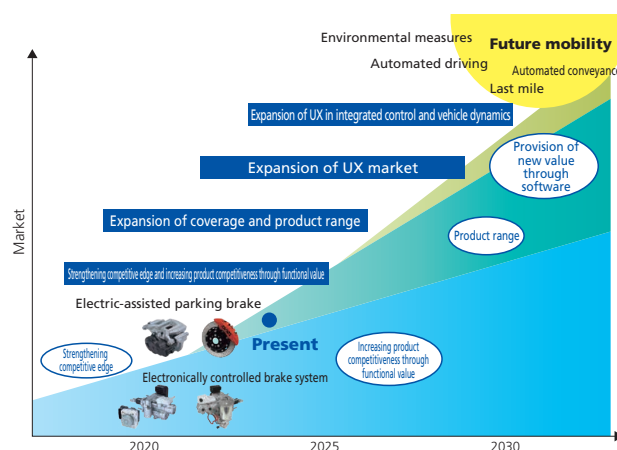 Environmental measures
Future mobility
Automated driving
Automated conveyance
Last mile
Expansion of UX in integrated control and vehicle dynamics
Provision of
new value
through
software
Expansion of UX market
Expansion of coverage and product range
Product range
Market
Strengthening competitive edge and increasing product competitiveness through functional value
Electric-assisted parking brake
Present
Strengthening
competitive edge
Increasing product
competitiveness through
functional value
Electronically controlled brake system
2020
2025
2030